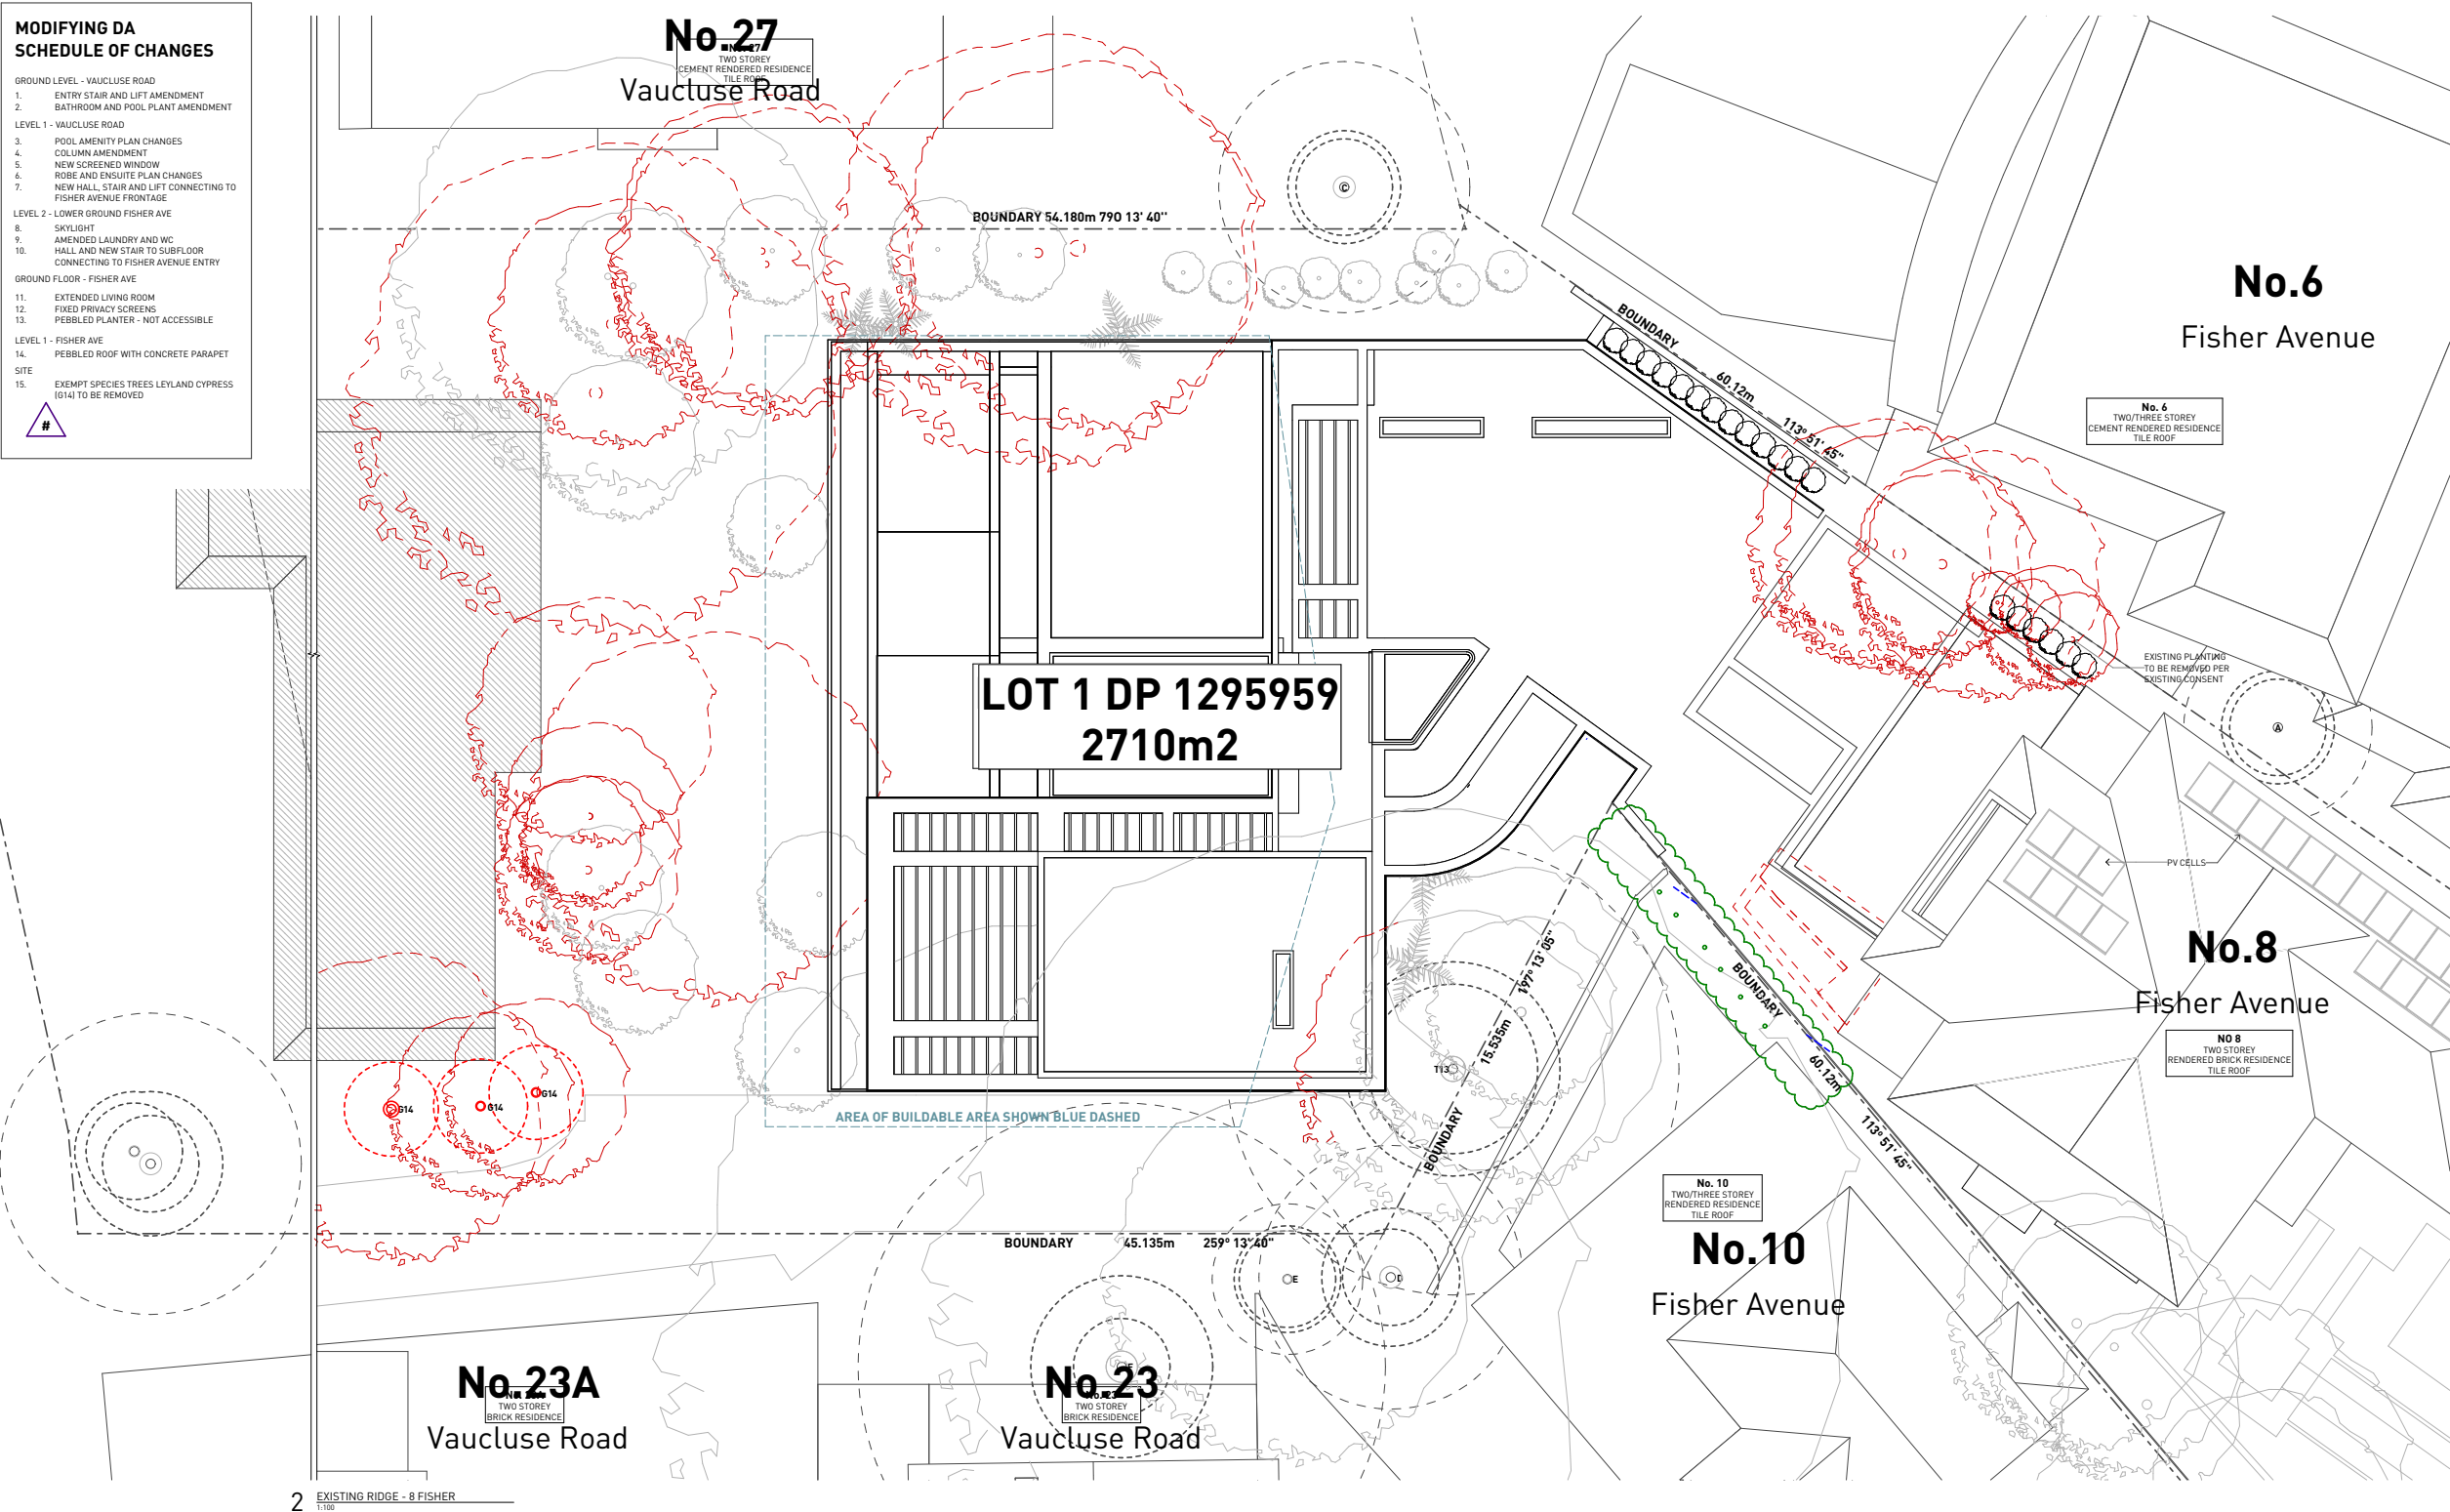 MODIFYING DA
SCHEDULE OF CHANGES
GROUND LEVEL - VAUCLUSE ROAD
1. ENTRY STAIR AND LIFT AMENDMENT
2. BATHROOM AND POOL PLANT AMENDMENT
LEVEL 1 - VAUCLUSE ROAD
3. POOL AMENITY PLAN CHANGES
4. COLUMN AMENDMENT
5. NEW SCREENED WINDOW
6. ROBE AND ENSUITE PLAN CHANGES
7. NEW HALL, STAIR AND LIFT CONNECTING TO
FISHER AVENUE FRONTAGE
LEVEL 2 - LOWER GROUND FISHER AVE
8. SKYLIGHT
9. AMENDED LAUNDRY AND WC
10. HALL AND NEW STAIR TO SUBFLOOR
CONNECTING TO FISHER AVENUE ENTRY
GROUND FLOOR - FISHER AVE
11. EXTENDED LIVING ROOM
12. FIXED PRIVACY SCREENS
13. PEBBLED PLANTER - NOT ACCESSIBLE
LEVEL 1 - FISHER AVE
14. PEBBLED ROOF WITH CONCRETE PARAPET
SITE
15. EXEMPT SPECIES TREES LEYLAND CYPRESS
(G14) TO BE REMOVED
#
No.27
No. 27
TWO STOREY
CEMENT RENDERED RESIDENCE
TILE ROOF
Vaucluse Road
C
BOUNDARY 54.180m 79O 13' 40''
BOUNDARY
60.12m
113° 51' 45"
No.6
Fisher Avenue
No. 6
TWO/THREE STOREY
CEMENT RENDERED RESIDENCE
TILE ROOF
EXISTING PLANTING
TO BE REMOVED PER
EXISTING CONSENT
A
LOT 1 DP 1295959
2710m2
PV CELLS
No.8
Fisher Avenue
NO 8
TWO STOREY
RENDERED BRICK RESIDENCE
TILE ROOF
197° 13' 05"
15.535m
BOUNDARY
T13
BOUNDARY
60.12m
113° 51' 45"
G14
G14
G14
AREA OF BUILDABLE AREA SHOWN BLUE DASHED
No. 10
TWO/THREE STOREY
RENDERED RESIDENCE
TILE ROOF
No.10
Fisher Avenue
BOUNDARY 45.135m 259° 13' 40"
E
D
F
No.23A
No. 23A
TWO STOREY
BRICK RESIDENCE
Vaucluse Road
No.23
No. 23
TWO STOREY
BRICK RESIDENCE
Vaucluse Road
2 EXISTING RIDGE - 8 FISHER
1:100